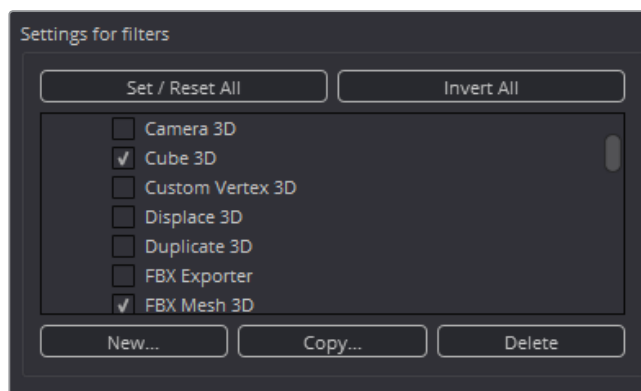 Settings for filters
Set / Reset All Invert All
Camera 3D
Cube 3D
Custom Vertex 3D
Displace 3D
Duplicate 3D
FBX Exporter
FBX Mesh 3D
New... Copy... Delete